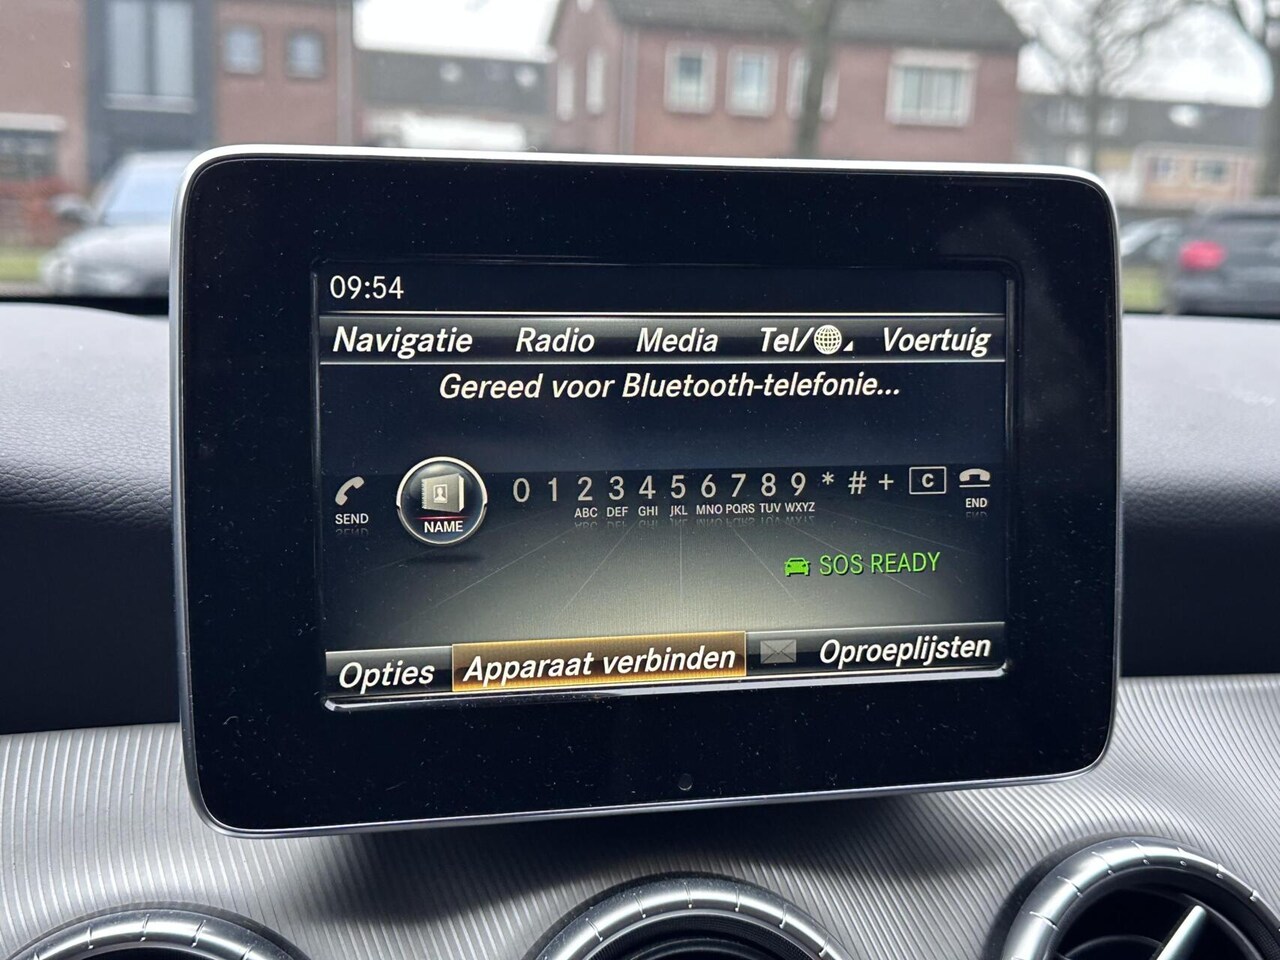 09:54
Navigatie Radio Media Tel/ Voertuig
Gereed voor Bluetooth-telefonie...
SEND NAME 0 1 2 3 4 5 6 7 8 9 * # + C END
ABC DEF GHI JKL MNO PQRS TUV WXYZ
SOS READY
Opties Apparaat verbinden Oproeplijsten